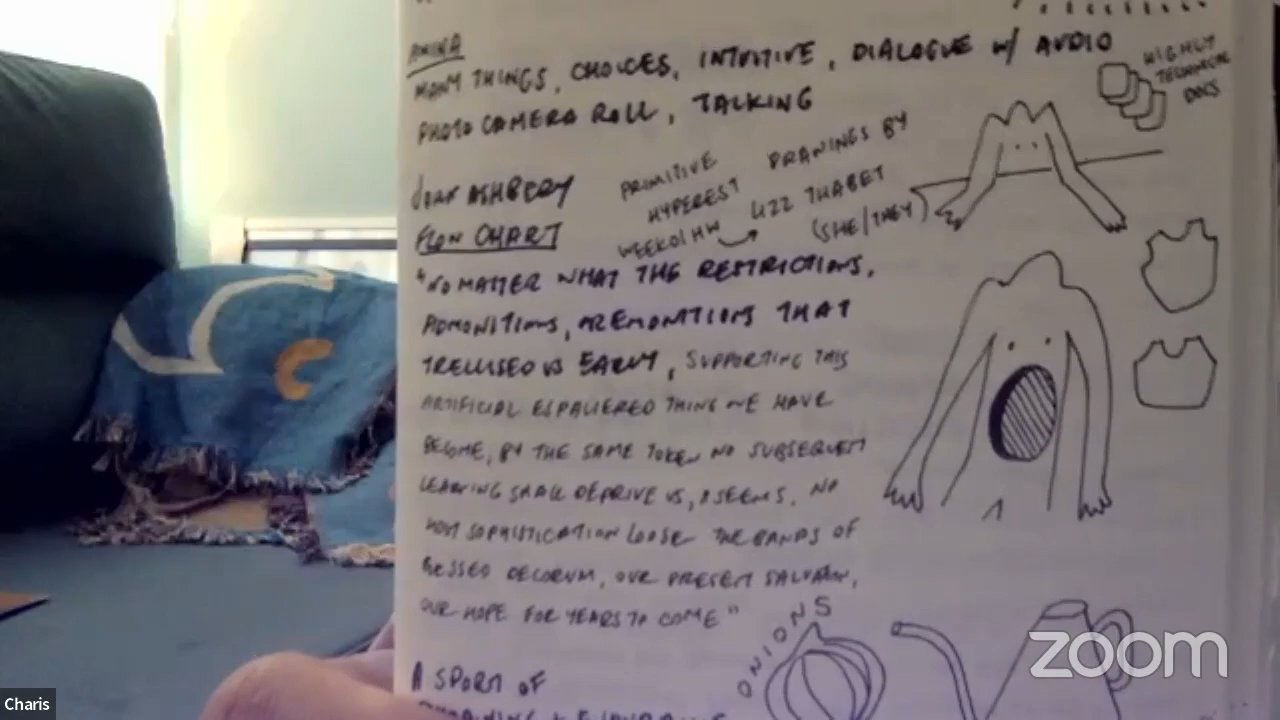 AMINA
MANY THINGS, CHOICES, INTUITIVE, DIALOGUE W/ AUDIO
PHOTO CAMERA ROLL, TALKING
HIGHLY
TECHNICAL
DOCS
JOHN ASHBERY
FLOW CHART
PRIMITIVE
HYPEREST DRAWINGS BY
WEEK01 HW LIZZ THABET
(SHE/THEY)
"NO MATTER WHAT THE RESTRICTIONS,
ADMONITIONS, PREMONITIONS THAT
TRELLISED US EARLY, SUPPORTING THIS
ARTIFICIAL ESPALIERED THING WE HAVE
BECOME, BY THE SAME TOKEN NO SUBSEQUENT
LEARNING SHALL DEPRIVE US, IT SEEMS, NO
SOPHISTICATION LOOSE THE BANDS OF
BLESSED DECORUM, OUR PRESENT SALVATION,
OUR HOPE FOR YEARS TO COME"
ONIONS
A SPORT OF
zoom
Charis